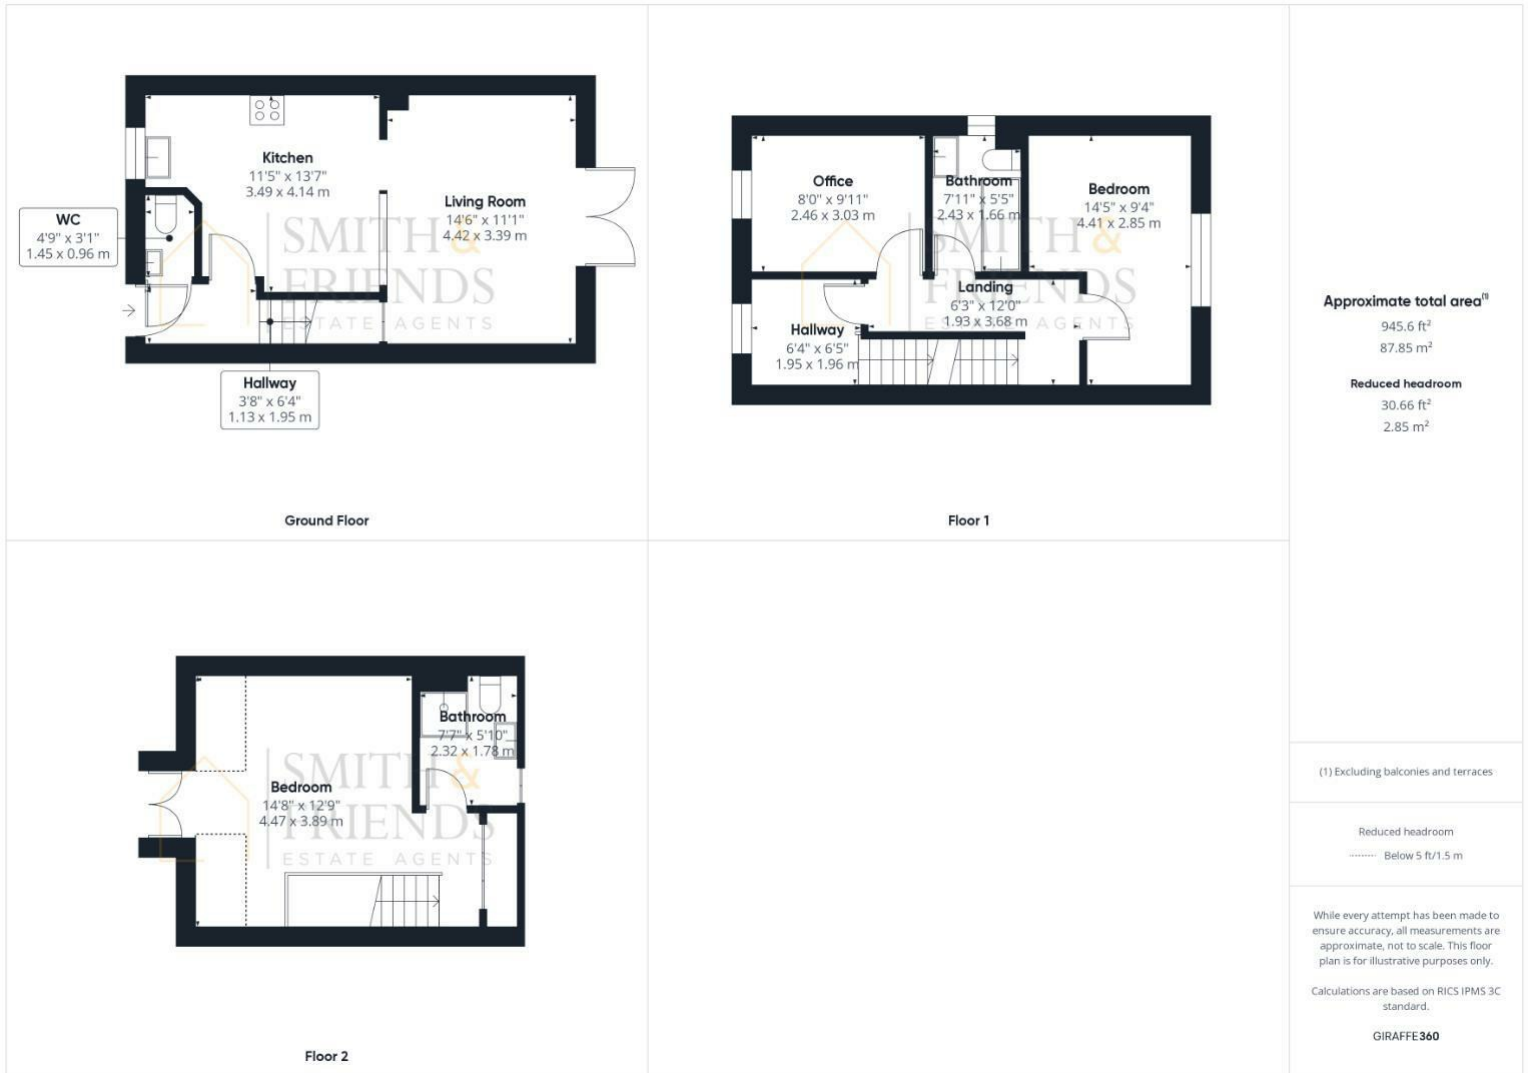 Kitchen
11'5" x 13'7"
3.49 x 4.14 m
Living Room
14'6" x 11'1"
4.42 x 3.39 m
WC
4'9" x 3'1"
1.45 x 0.96 m
SMITH &
FRIENDS
ESTATE AGENTS
Hallway
3'8" x 6'4"
1.13 x 1.95 m
Ground Floor
Office
8'0" x 9'11"
2.46 x 3.03 m
Bathroom
7'11" x 5'5"
2.43 x 1.66 m
Bedroom
14'5" x 9'4"
4.41 x 2.85 m
SMITH &
FRIENDS
ESTATE AGENTS
Landing
6'3" x 12'0"
1.93 x 3.68 m
Hallway
6'4" x 6'5"
1.95 x 1.96 m
Floor 1
Bathroom
7'7" x 5'10"
2.32 x 1.78 m
Bedroom
14'8" x 12'9"
4.47 x 3.89 m
SMITH &
FRIENDS
ESTATE AGENTS
Floor 2
Approximate total area(1)
945.6 ft²
87.85 m²
Reduced headroom
30.66 ft²
2.85 m²
(1) Excluding balconies and terraces
Reduced headroom
Below 5 ft/1.5 m
While every attempt has been made to
ensure accuracy, all measurements are
approximate, not to scale. This floor
plan is for illustrative purposes only.
Calculations are based on RICS IPMS 3C
standard.
GIRAFFE360